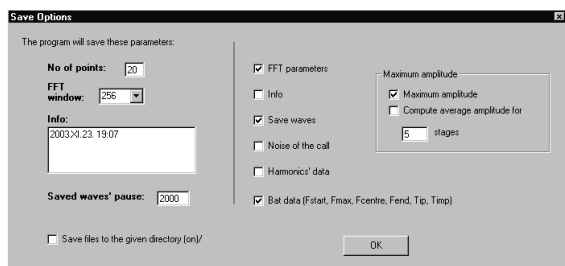 Save Options
The program will save these parameters:
No of points: 20
FFT window: 256
Info:
2003.XI.23. 19:07
Saved waves' pause: 2000
Save files to the given directory (on)/
FFT parameters
Info
Save waves
Noise of the call
Harmonics' data
Bat data (Fstart, Fmax, Fcentre, Fend, Tip, Timp)
Maximum amplitude
Maximum amplitude
Compute average amplitude for
5 stages
OK